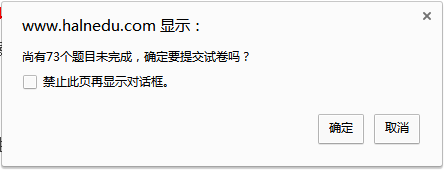 www.halnedu.com 显示：
尚有73个题目未完成，确定要提交试卷吗？
禁止此页再显示对话框。
确定 取消